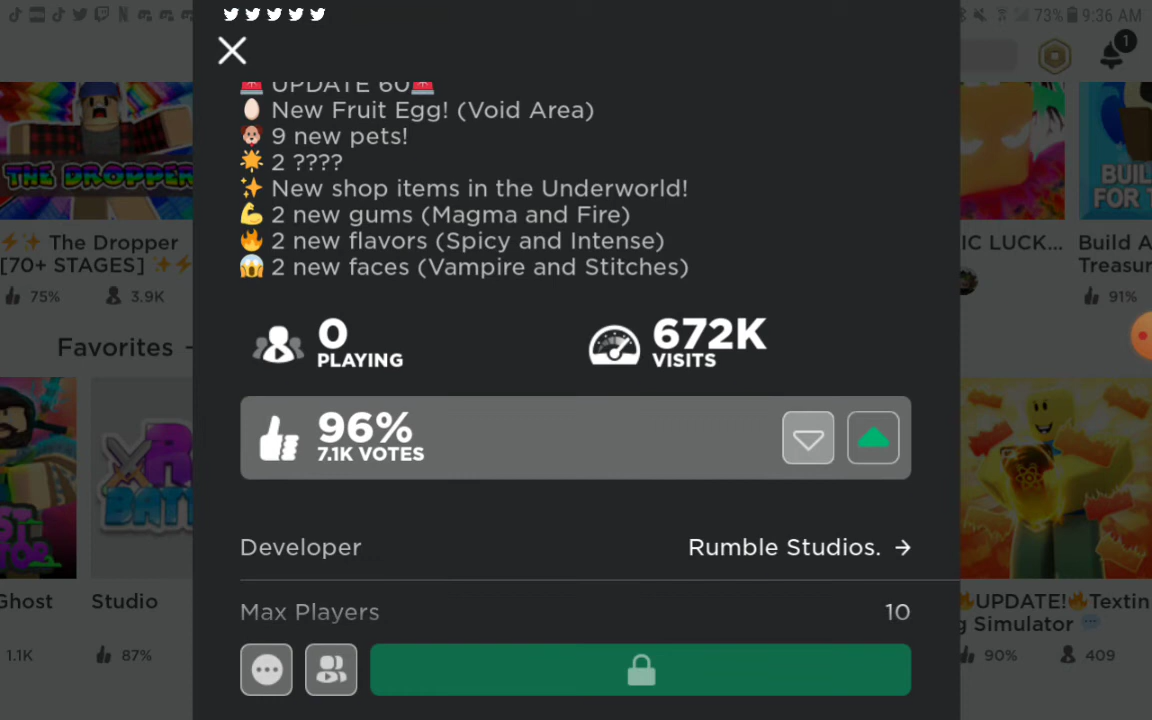 73% 9:36 AM
1
🚨 UPDATE 60🚨
🥚 New Fruit Egg! (Void Area)
🐶 9 new pets!
🌟 2 ????
✨ New shop items in the Underworld!
💪 2 new gums (Magma and Fire)
🔥 2 new flavors (Spicy and Intense)
😱 2 new faces (Vampire and Stitches)
0
PLAYING
672K
VISITS
96%
7.1K VOTES
Developer
Rumble Studios. →
Max Players
10
THE DROPPER
⚡✨ The Dropper
[70+ STAGES] ✨⚡
75% 3.9K
Favorites
Ghost
1.1K
Studio
87%
BUIL
FOR T
IC LUCK...
Build A
Treasur
91%
🔥UPDATE!🔥Textin
g Simulator 💬
90% 409